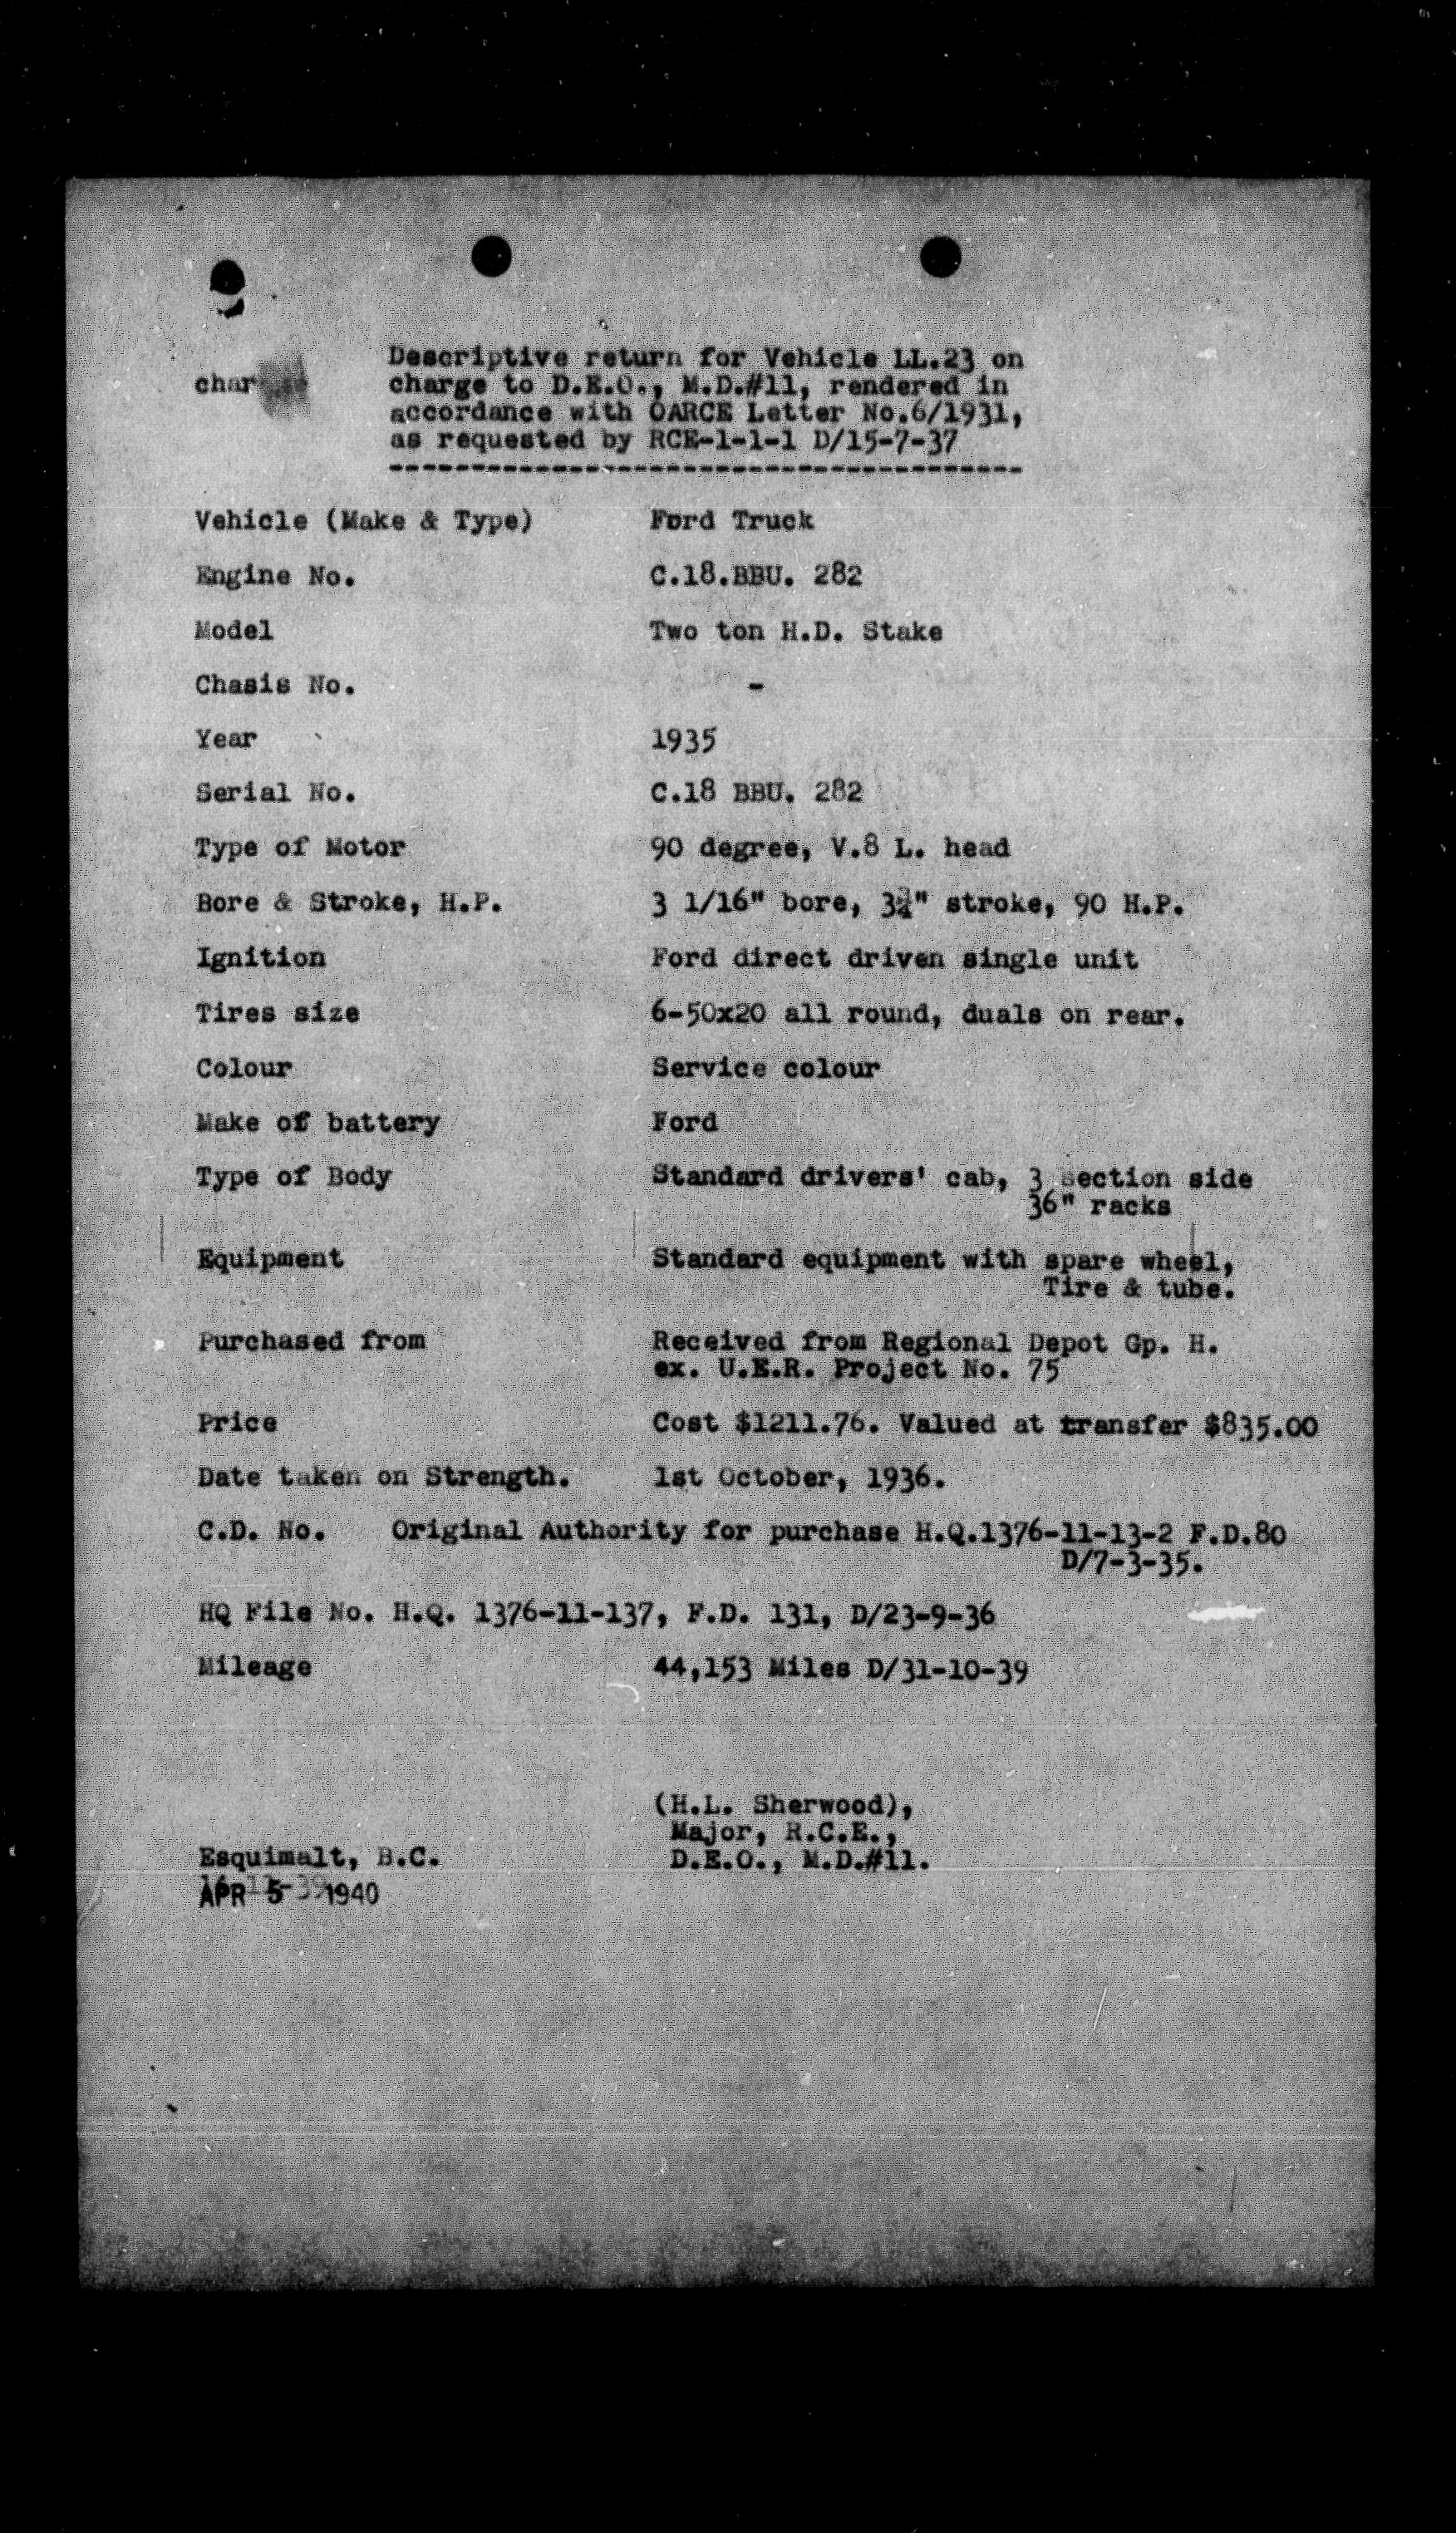 Descriptive return for Vehicle LL.23 on
char charge to D.E.O., M.D.#11, rendered in
accordance with OARCE Letter No.6/1931,
as requested by RCE-1-1-1 D/15-7-37
---------------------------------------
Vehicle (Make & Type) Ford Truck
Engine No. C.18.BBU. 282
Model Two ton H.D. Stake
Chasis No. -
Year 1935
Serial No. C.18 BBU. 282
Type of Motor 90 degree, V.8 L. head
Bore & Stroke, H.P. 3 1/16" bore, 3¾" stroke, 90 H.P.
Ignition Ford direct driven single unit
Tires size 6-50x20 all round, duals on rear.
Colour Service colour
Make of battery Ford
Type of Body Standard drivers' cab, 3 section side
36" racks
Equipment Standard equipment with spare wheel,
Tire & tube.
Purchased from Received from Regional Depot Gp. H.
ex. U.E.R. Project No. 75
Price Cost $1211.76. Valued at transfer $835.00
Date taken on Strength. 1st October, 1936.
C.D. No. Original Authority for purchase H.Q.1376-11-13-2 F.D.80
D/7-3-35.
HQ File No. H.Q. 1376-11-137, F.D. 131, D/23-9-36
Mileage 44,153 Miles D/31-10-39
(H.L. Sherwood),
Major, R.C.E.,
Esquimalt, B.C. D.E.O., M.D.#11.
APR 5 1940